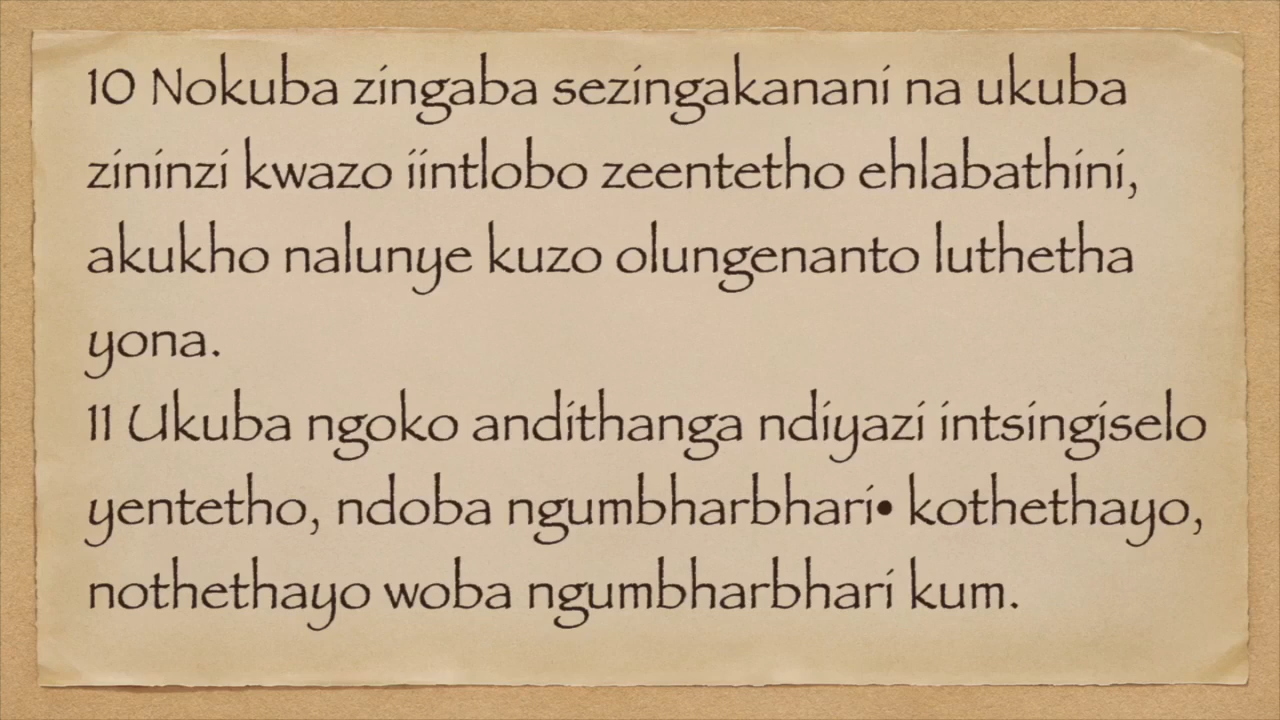 10 Nokuba zingaba sezingakanani na ukuba
zininzi kwazo iintlobo zeentetho ehlabathini,
akukho nalunye kuzo olungenanto luthetha
yona.
11 Ukuba ngoko andithanga ndiyazi intsingiselo
yentetho, ndoba ngumbharbhari• kothethayo,
nothethayo woba ngumbharbhari kum.